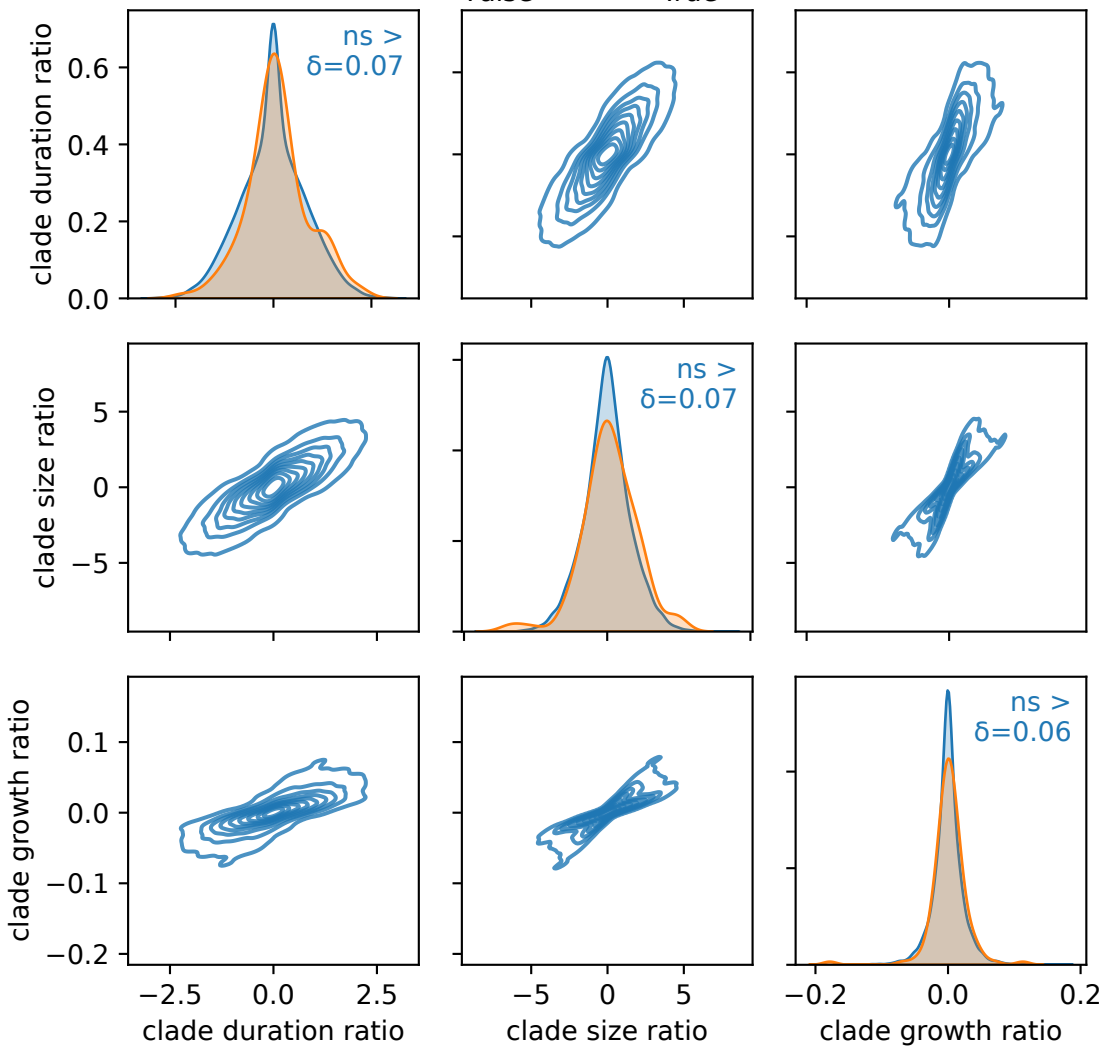 ns >
δ=0.07
clade duration ratio
0.6
0.4
0.2
0.0
ns >
δ=0.07
clade size ratio
5
0
−5
ns >
δ=0.06
clade growth ratio
0.1
0.0
−0.1
−0.2
−2.5 0.0 2.5
−5 0 5
−0.2 0.0 0.2
clade duration ratio
clade size ratio
clade growth ratio